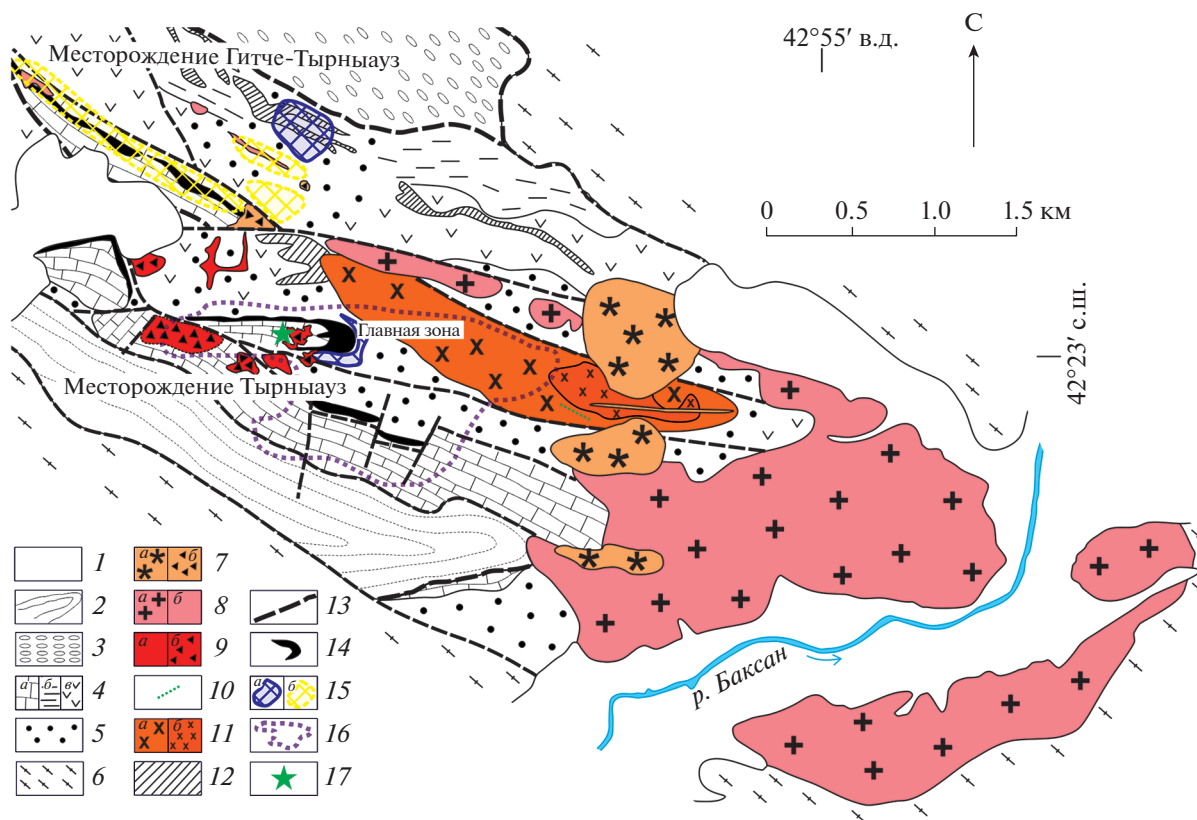 Месторождение Гитче-Тырныауз
42°55′ в.д.
С
0 0.5 1.0 1.5 км
42°23′ с.ш.
Главная зона
Месторождение Тырныауз
р. Баксан
1
2
3
а б в 4
5
6
а б 7
а б 8
а б 9
10
а б 11
12
13
14
а б 15
16
17